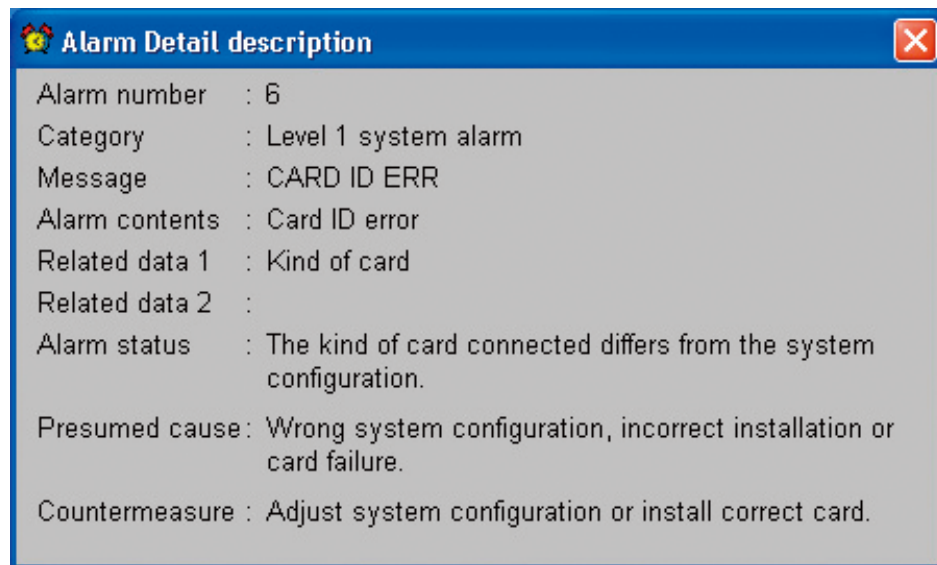 Alarm Detail description
Alarm number : 6
Category : Level 1 system alarm
Message : CARD ID ERR
Alarm contents : Card ID error
Related data 1 : Kind of card
Related data 2 :
Alarm status : The kind of card connected differs from the system
configuration.
Presumed cause: Wrong system configuration, incorrect installation or
card failure.
Countermeasure : Adjust system configuration or install correct card.